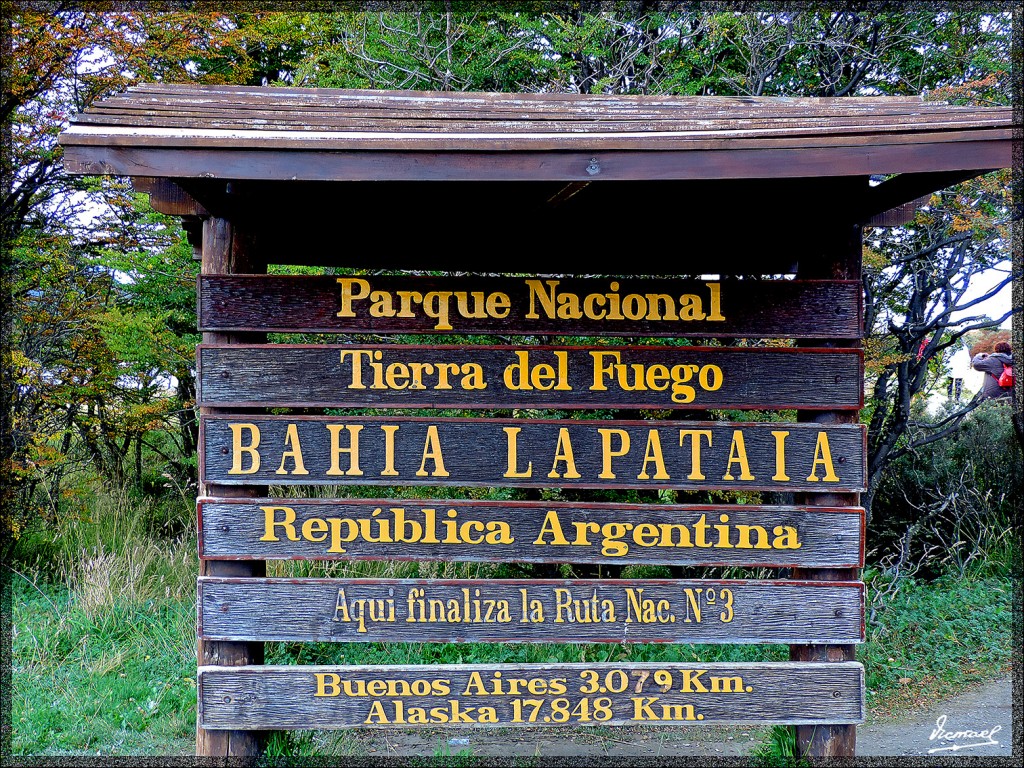 Parque Nacional
Tierra del Fuego
BAHIA LAPATAIA
República Argentina
Aqui finaliza la Ruta Nac. Nº3
Buenos Aires 3.079 Km.
Alaska 17.848 Km.
Vicmael